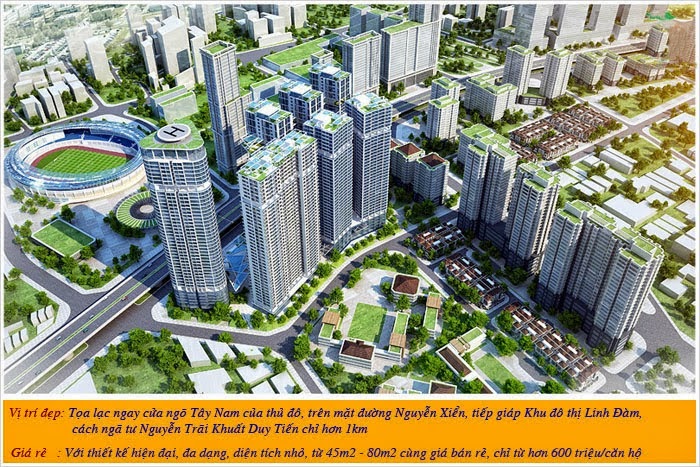 H
Vị trí đẹp: Tọa lạc ngay cửa ngõ Tây Nam của thủ đô, trên mặt đường Nguyễn Xiển, tiếp giáp Khu đô thị Linh Đàm,
cách ngã tư Nguyễn Trãi Khuất Duy Tiến chỉ hơn 1km
Giá rẻ : Với thiết kế hiện đại, đa dạng, diện tích nhỏ, từ 45m2 - 80m2 cùng giá bán rẻ, chỉ từ hơn 600 triệu/căn hộ